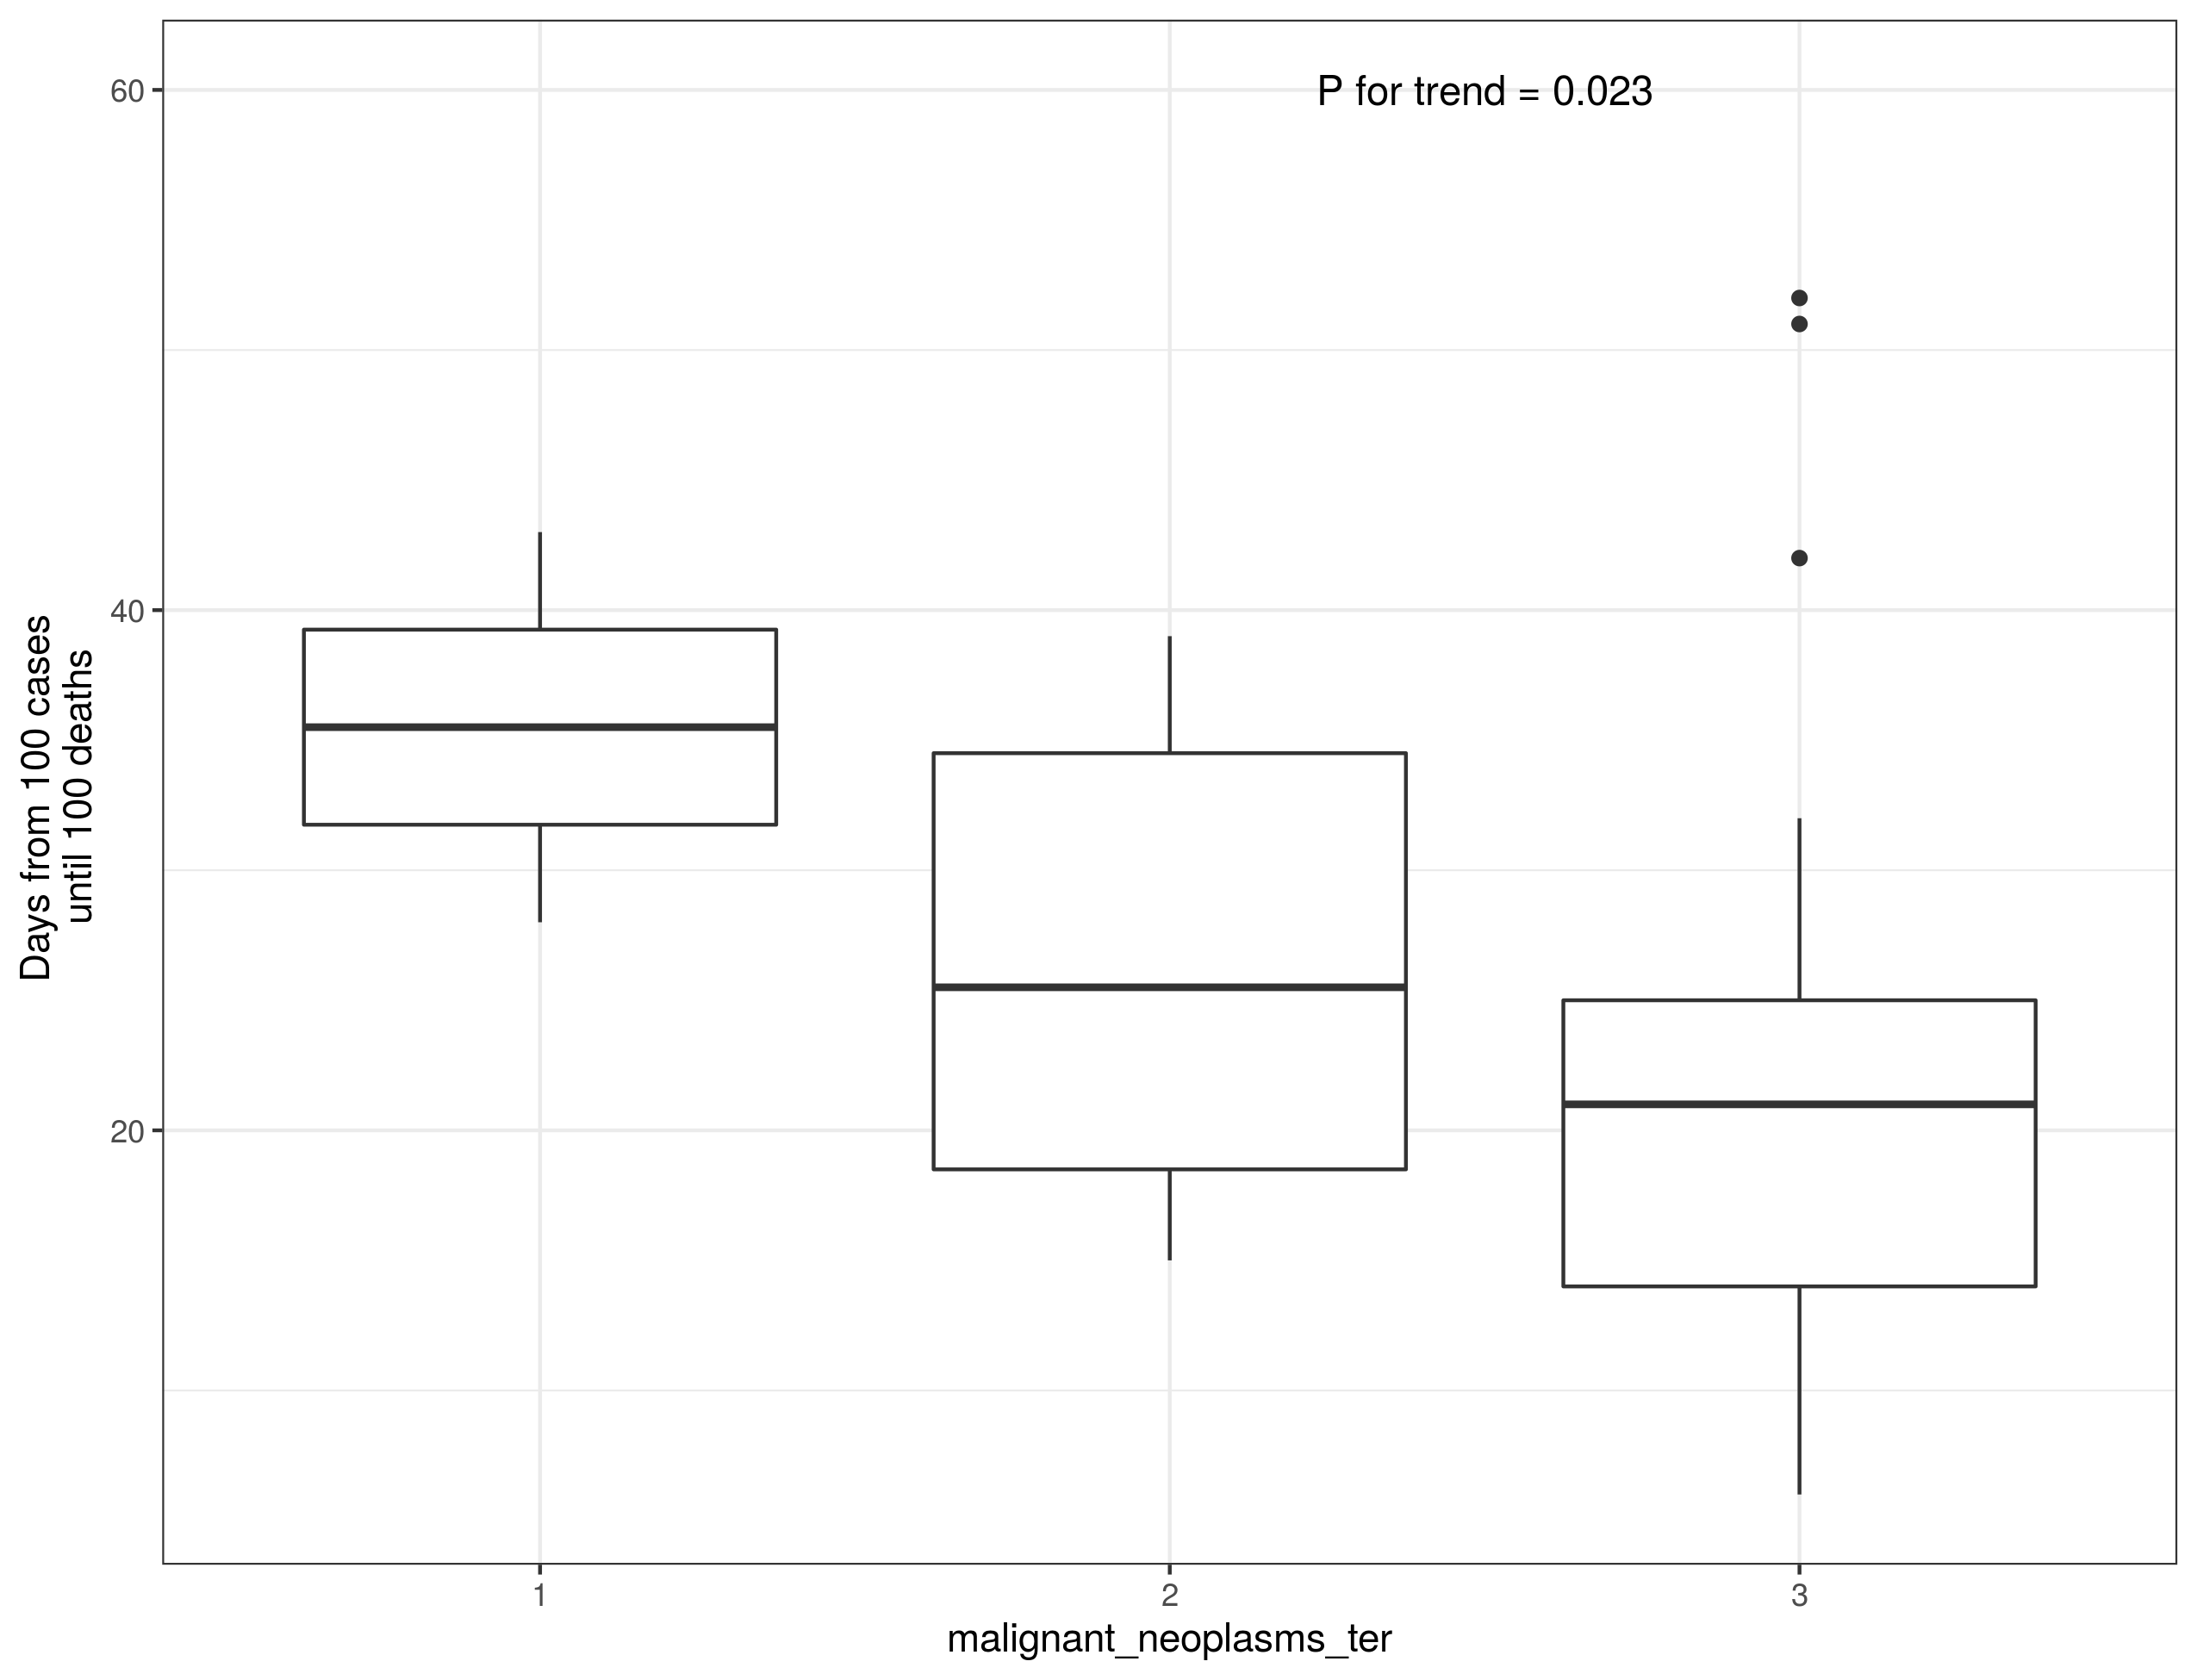 P for trend = 0.023
60
40
20
Days from 100 cases
until 100 deaths
1
2
3
malignant_neoplasms_ter